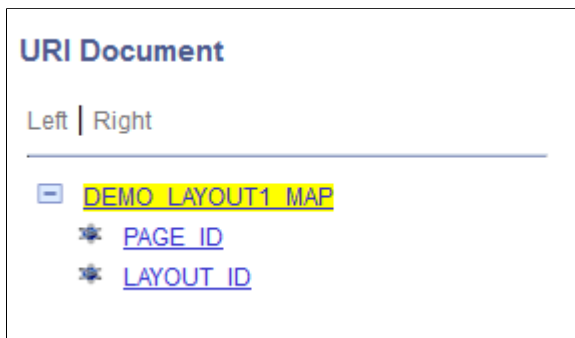 URI Document
Left | Right
DEMO_LAYOUT1_MAP
PAGE_ID
LAYOUT_ID